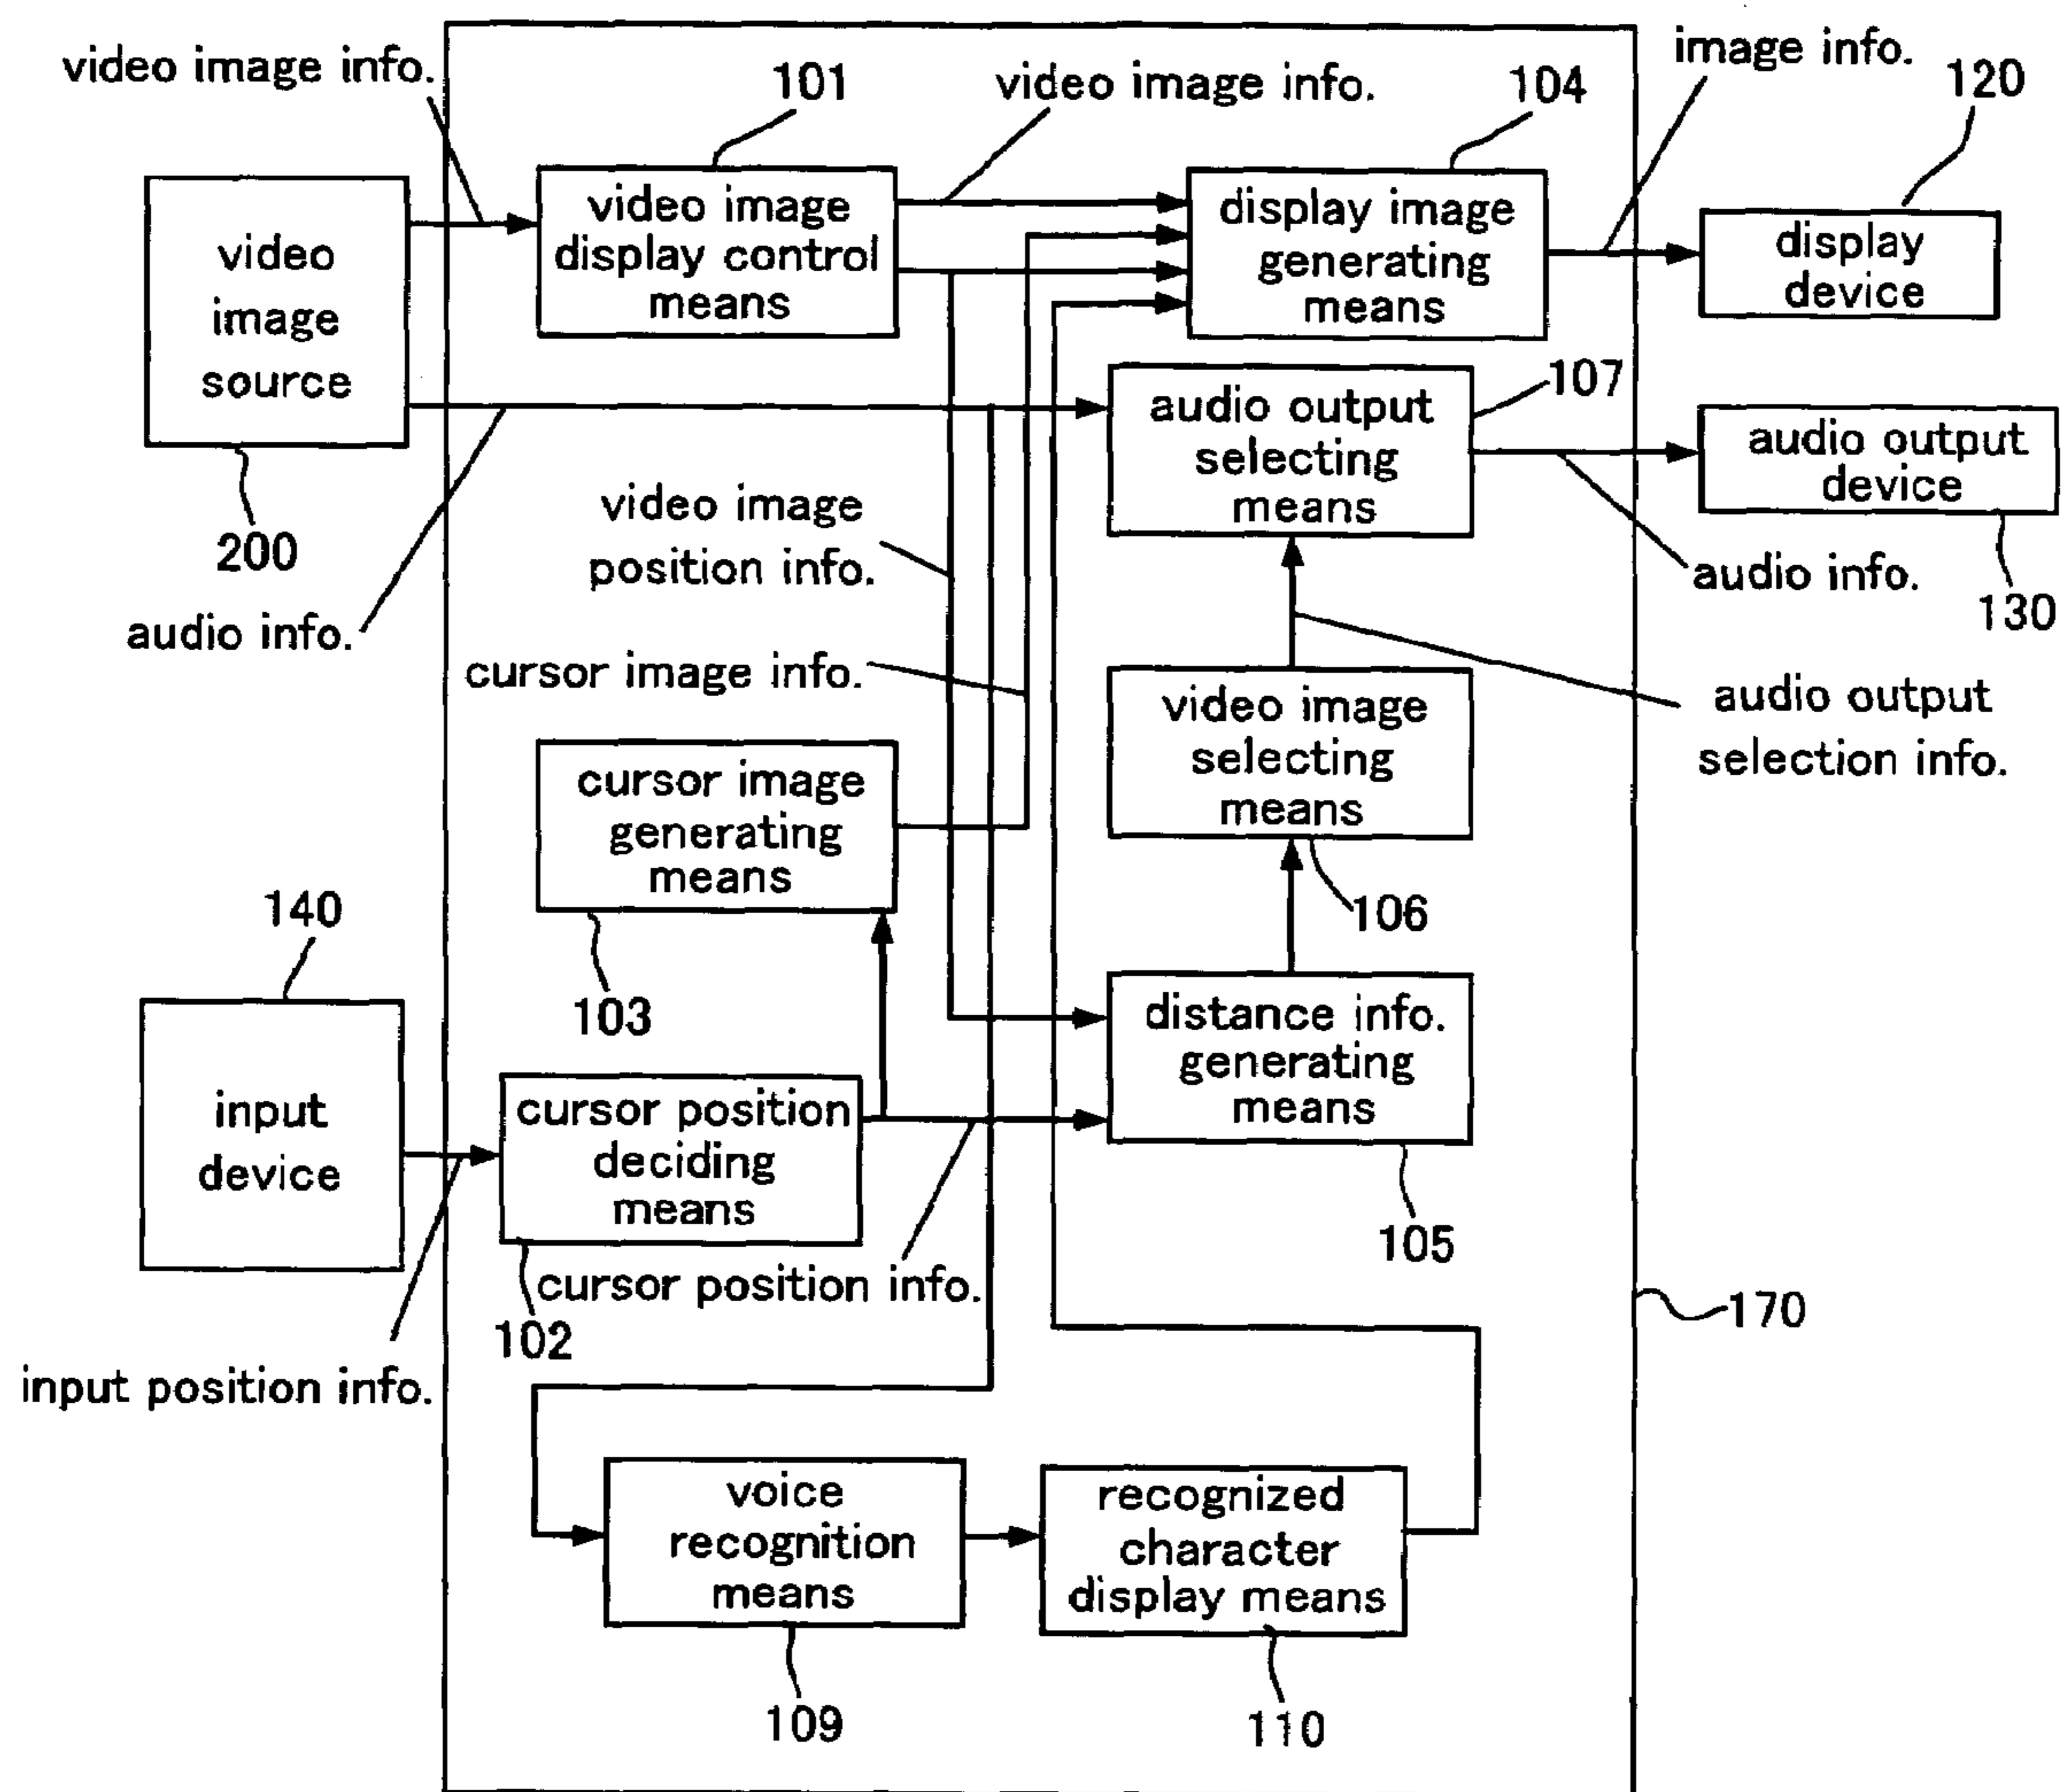 video image info.
101
video image info.
104
image info.
120
video
image
source
200
video image
display control
means
display image
generating
means
display
device
107
audio output
selecting
means
audio output
device
130
audio info.
audio info.
video image
position info.
cursor image info.
audio output
selection info.
video image
selecting
means
106
cursor image
generating
means
103
140
input
device
cursor position
deciding
means
102
cursor position info.
distance info.
generating
means
105
170
input position info.
voice
recognition
means
109
recognized
character
display means
110